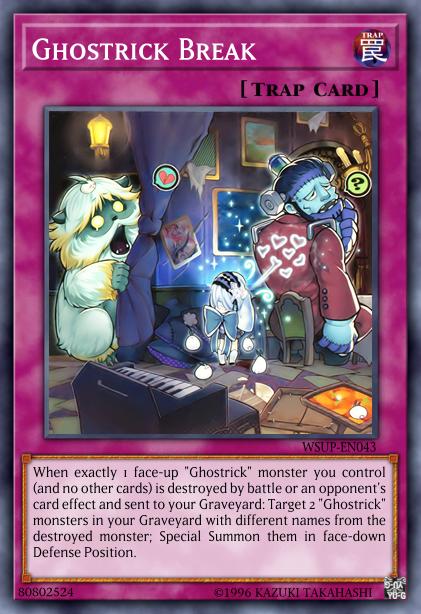 Ghostrick Break
TRAP
罠
[Trap Card]
?
WSUP-EN043
When exactly 1 face-up "Ghostrick" monster you control
(and no other cards) is destroyed by battle or an opponent's
card effect and sent to your Graveyard: Target 2 "Ghostrick"
monsters in your Graveyard with different names from the
destroyed monster; Special Summon them in face-down
Defense Position.
80802524
©1996 KAZUKI TAKAHASHI